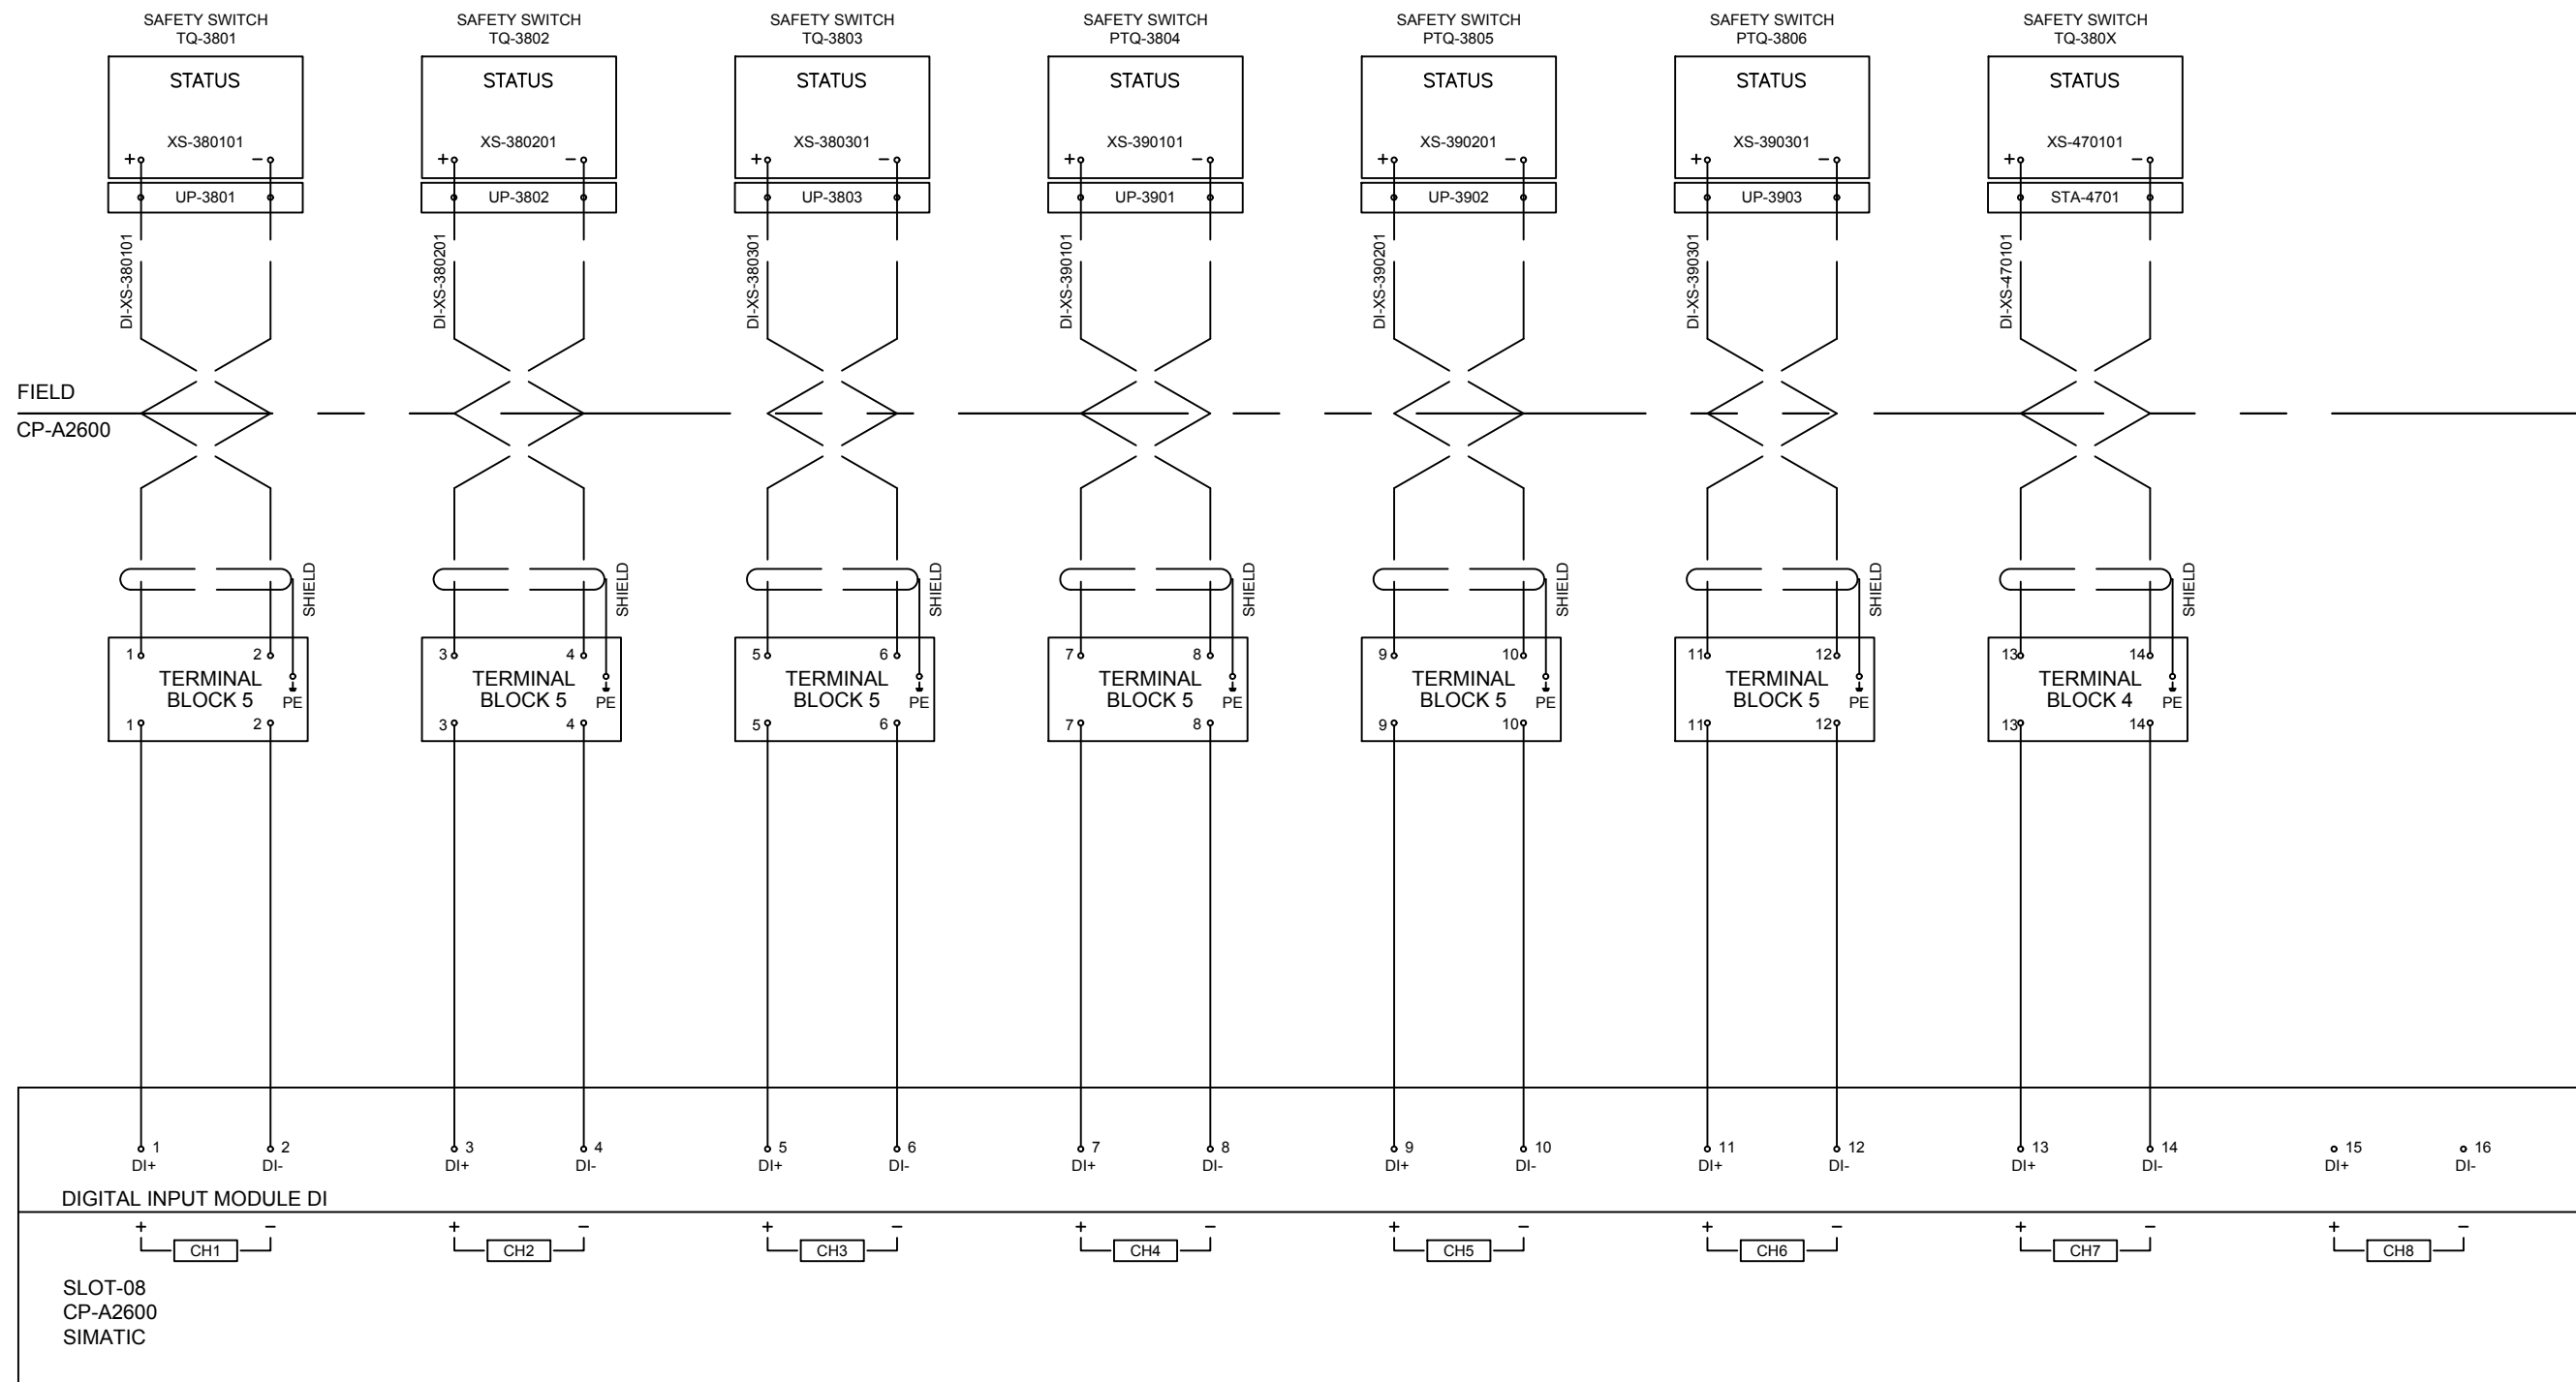 SAFETY SWITCH
TQ-3801
SAFETY SWITCH
TQ-3802
SAFETY SWITCH
TQ-3803
SAFETY SWITCH
PTQ-3804
SAFETY SWITCH
PTQ-3805
SAFETY SWITCH
PTQ-3806
SAFETY SWITCH
TQ-380X
STATUS
STATUS
STATUS
STATUS
STATUS
STATUS
STATUS
XS-380101
XS-380201
XS-380301
XS-390101
XS-390201
XS-390301
XS-470101
+ −
+ −
+ −
+ −
+ −
+ −
+ −
UP-3801
UP-3802
UP-3803
UP-3901
UP-3902
UP-3903
STA-4701
DI-XS-380101
DI-XS-380201
DI-XS-380301
DI-XS-390101
DI-XS-390201
DI-XS-390301
DI-XS-470101
FIELD
CP-A2600
SHIELD
SHIELD
SHIELD
SHIELD
SHIELD
SHIELD
SHIELD
1 2
TERMINAL
BLOCK 5
PE
1 2
3 4
TERMINAL
BLOCK 5
PE
3 4
5 6
TERMINAL
BLOCK 5
PE
5 6
7 8
TERMINAL
BLOCK 5
PE
7 8
9 10
TERMINAL
BLOCK 5
PE
9 10
11 12
TERMINAL
BLOCK 5
PE
11 12
13 14
TERMINAL
BLOCK 4
PE
13 14
1 2 3 4 5 6 7 8 9 10 11 12 13 14 15 16
DI+ DI- DI+ DI- DI+ DI- DI+ DI- DI+ DI- DI+ DI- DI+ DI- DI+ DI-
DIGITAL INPUT MODULE DI
+ − + − + − + − + − + − + − + −
CH1 CH2 CH3 CH4 CH5 CH6 CH7 CH8
SLOT-08
CP-A2600
SIMATIC